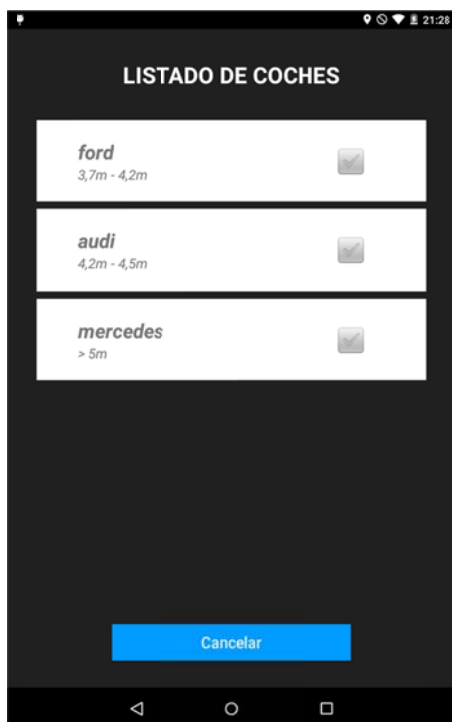 21:28
LISTADO DE COCHES
ford
3,7m - 4,2m
audi
4,2m - 4,5m
mercedes
> 5m
Cancelar